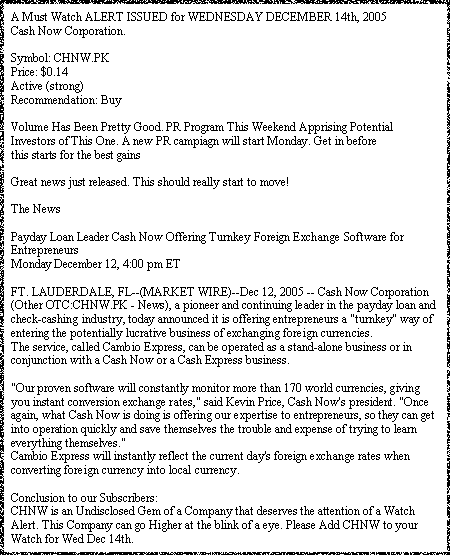 A Must Watch ALERT ISSUED for WEDNESDAY DECEMBER 14th, 2005
Cash Now Corporation.
Symbol: CHNW.PK
Price: $0.14
Active (strong)
Recommendation: Buy
Volume Has Been Pretty Good. PR Program This Weekend Apprising Potential
Investors of This One. A new PR campiagn will start Monday. Get in before
this starts for the best gains
Great news just released. This should really start to move!
The News
Payday Loan Leader Cash Now Offering Turnkey Foreign Exchange Software for
Entrepreneurs
Monday December 12, 4:00 pm ET
FT. LAUDERDALE, FL--(MARKET WIRE)--Dec 12, 2005 -- Cash Now Corporation
(Other OTC:CHNW.PK - News), a pioneer and continuing leader in the payday loan and
check-cashing industry, today announced it is offering entrepreneurs a "turnkey" way of
entering the potentially lucrative business of exchanging foreign currencies.
The service, called Cambio Express, can be operated as a stand-alone business or in
conjunction with a Cash Now or a Cash Express business.
"Our proven software will constantly monitor more than 170 world currencies, giving
you instant conversion exchange rates," said Kevin Price, Cash Now's president. "Once
again, what Cash Now is doing is offering our expertise to entrepreneurs, so they can get
into operation quickly and save themselves the trouble and expense of trying to learn
everything themselves."
Cambio Express will instantly reflect the current day's foreign exchange rates when
converting foreign currency into local currency.
Conclusion to our Subscribers:
CHNW is an Undisclosed Gem of a Company that deserves the attention of a Watch
Alert. This Company can go Higher at the blink of a eye. Please Add CHNW to your
Watch for Wed Dec 14th.